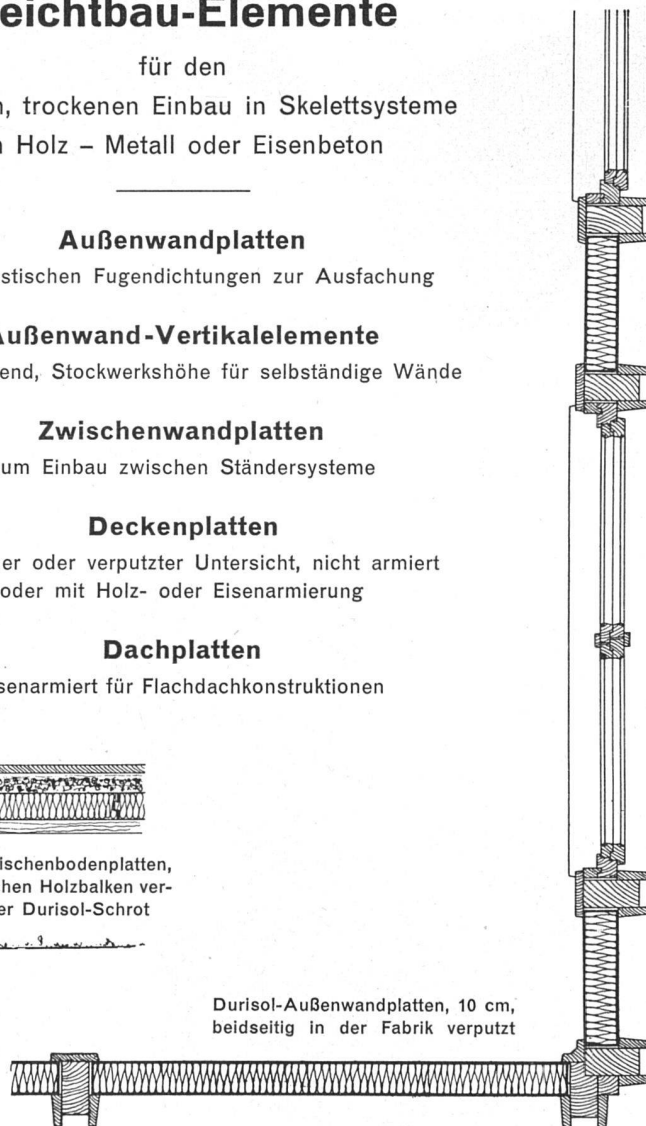 eichtbau-Elemente
für den
, trockenen Einbau in Skelettsysteme
Holz – Metall oder Eisenbeton
Außenwandplatten
stischen Fugendichtungen zur Ausfachung
ußenwand-Vertikalelemente
end, Stockwerkshöhe für selbständige Wände
Zwischenwandplatten
um Einbau zwischen Ständersysteme
Deckenplatten
er oder verputzter Untersicht, nicht armiert
oder mit Holz- oder Eisenarmierung
Dachplatten
senarmiert für Flachdachkonstruktionen
ischenbodenplatten,
hen Holzbalken ver-
er Durisol-Schrot
Durisol-Außenwandplatten, 10 cm,
beidseitig in der Fabrik verputzt